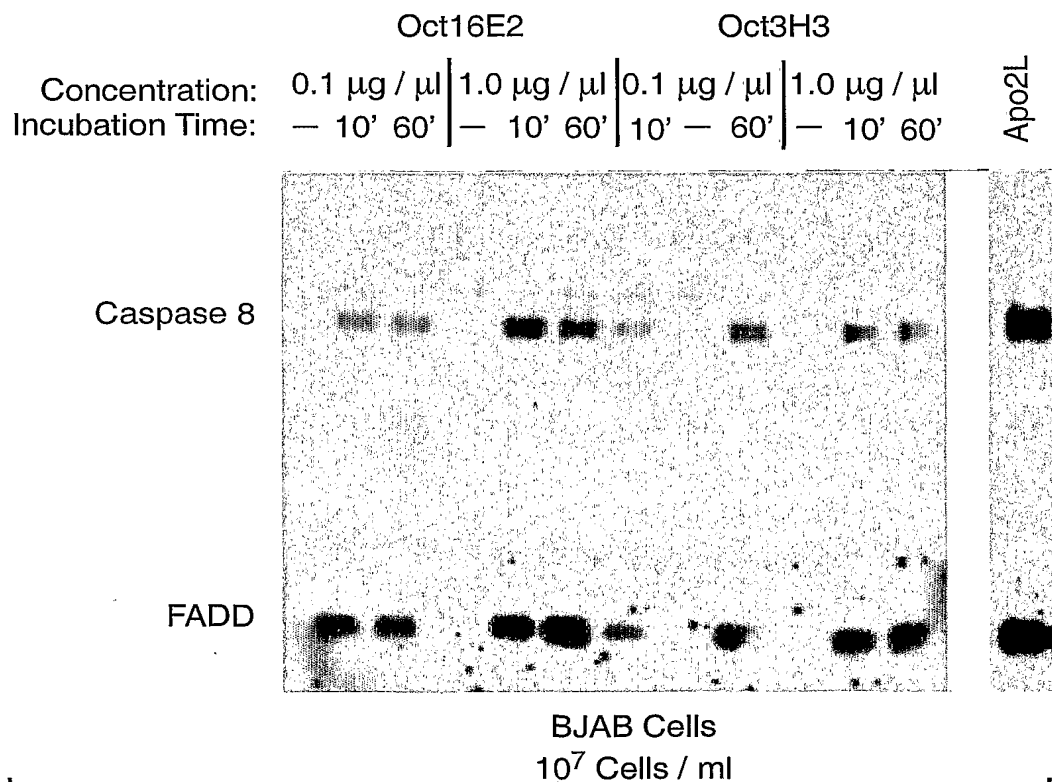 Oct16E2 Oct3H3
Concentration: 0.1 µg / µl 1.0 µg / µl 0.1 µg / µl 1.0 µg / µl Apo2L
Incubation Time: — 10' 60' — 10' 60' 10' — 60' — 10' 60'
Caspase 8
FADD
BJAB Cells
10⁷ Cells / ml